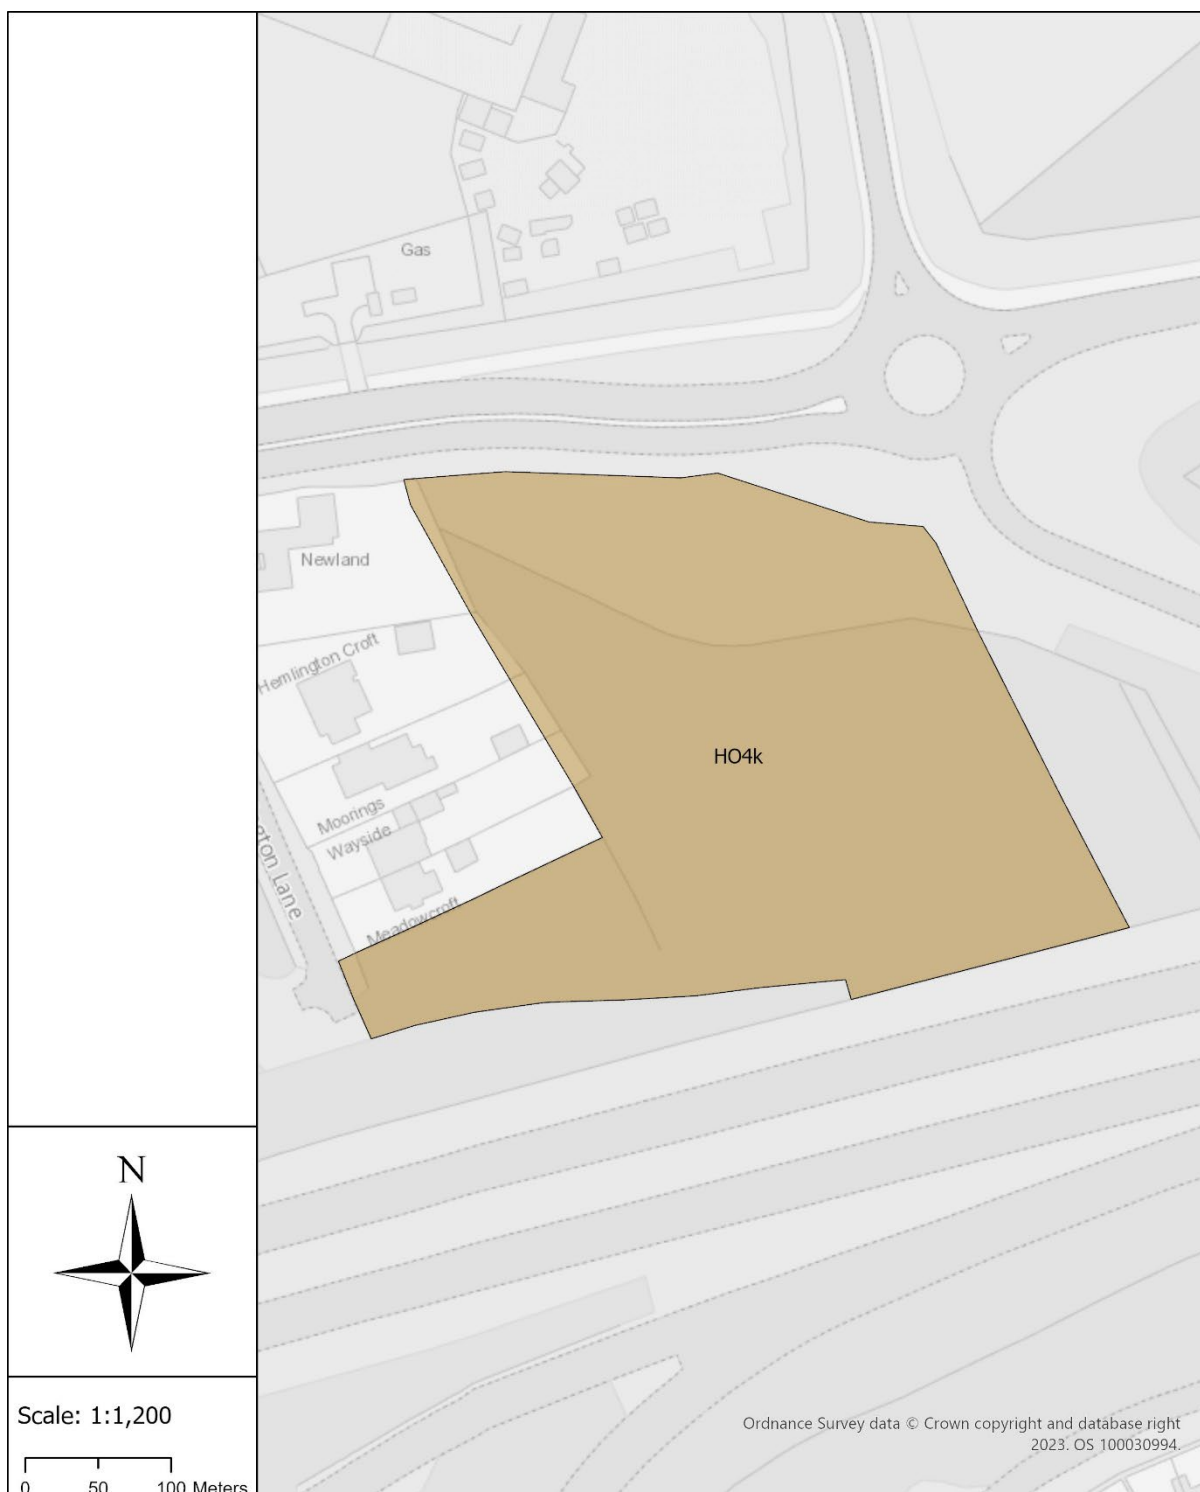 Gas
Newland
Hemlington Croft
Moorings
Wayside
gton Lane
Meadowcroft
HO4k
N
Scale: 1:1,200
0 50 100 Meters
Ordnance Survey data © Crown copyright and database right
2023. OS 100030994.